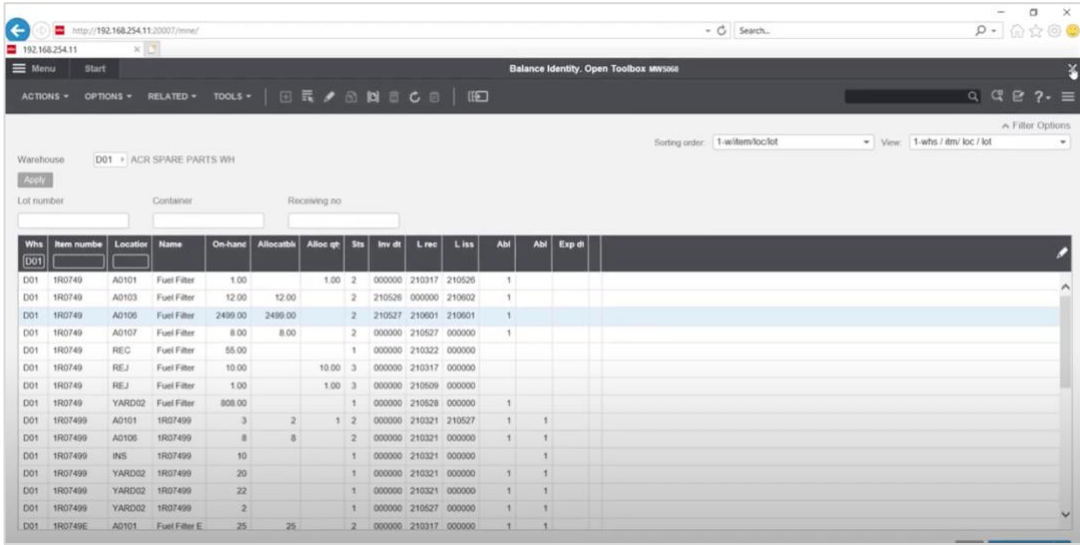 http://192.168.254.11:20007/mne/
Search...
192.168.254.11
Menu Start Balance Identity. Open Toolbox MWS068
ACTIONS OPTIONS RELATED TOOLS
Filter Options
Sorting order: 1-w/item/loc/lot View: 1-whs / itm/ loc / lot
Warehouse D01 ACR SPARE PARTS WH
Apply
Lot number Container Receiving no
Whs Item numbe Location Name On-hand Allocatble Alloc qt Sts Inv dt L rec L iss Abl Abl Exp di
D01
D01 1R0749 A0101 Fuel Filter 1.00 1.00 2 000000 210317 210526 1
D01 1R0749 A0103 Fuel Filter 12.00 12.00 2 210526 000000 210602 1
D01 1R0749 A0106 Fuel Filter 2499.00 2499.00 2 210527 210601 210601 1
D01 1R0749 A0107 Fuel Filter 8.00 8.00 2 000000 210527 000000 1
D01 1R0749 REC Fuel Filter 55.00 1 000000 210322 000000
D01 1R0749 REJ Fuel Filter 10.00 10.00 3 000000 210317 000000
D01 1R0749 REJ Fuel Filter 1.00 1.00 3 000000 210509 000000
D01 1R0749 YARD02 Fuel Filter 808.00 1 000000 210528 000000 1
D01 1R07499 A0101 1R07499 3 2 1 2 000000 210321 210527 1 1
D01 1R07499 A0106 1R07499 8 8 2 000000 210321 000000 1 1
D01 1R07499 INS 1R07499 10 1 000000 210321 000000 1
D01 1R07499 YARD02 1R07499 20 1 000000 210321 000000 1 1
D01 1R07499 YARD02 1R07499 22 1 000000 210321 000000 1 1
D01 1R07499 YARD02 1R07499 2 1 000000 210527 000000 1 1
D01 1R0749E A0101 Fuel Filter E 25 25 2 000000 210317 000000 1 1